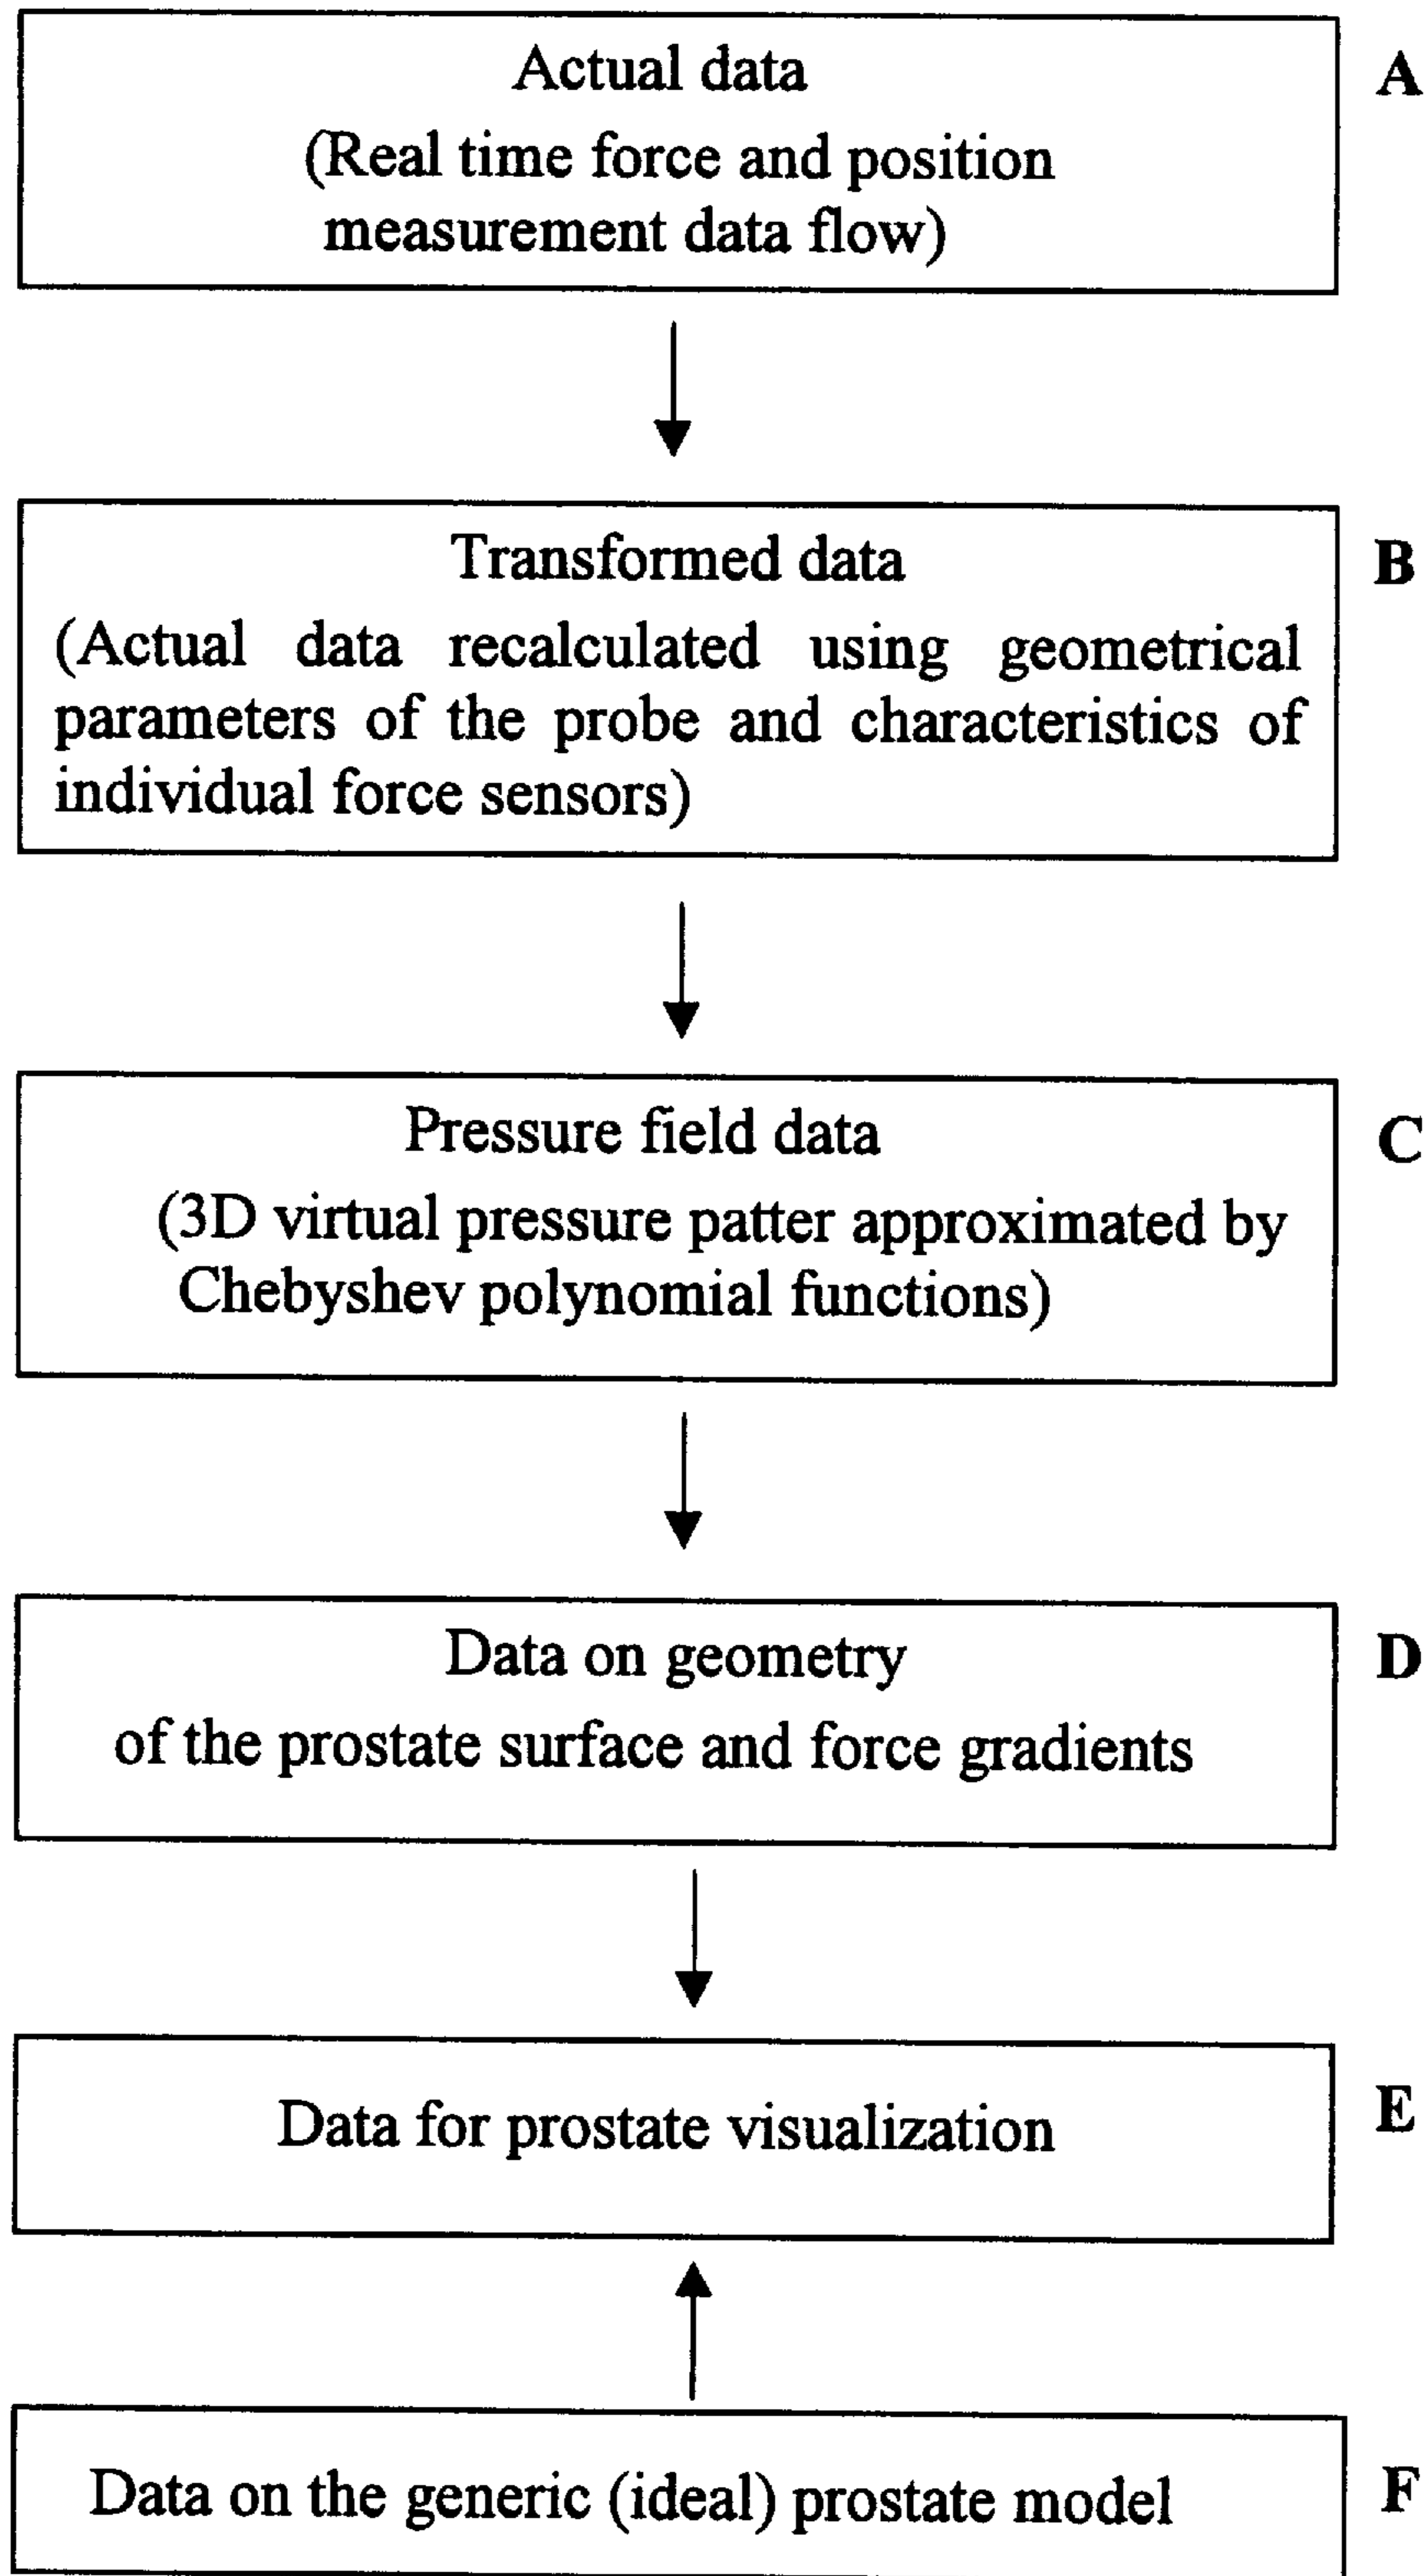 Actual data
A
(Real time force and position
measurement data flow)
Transformed data
B
(Actual data recalculated using geometrical
parameters of the probe and characteristics of
individual force sensors)
Pressure field data
C
(3D virtual pressure patter approximated by
Chebyshev polynomial functions)
Data on geometry
D
of the prostate surface and force gradients
Data for prostate visualization
E
Data on the generic (ideal) prostate model
F